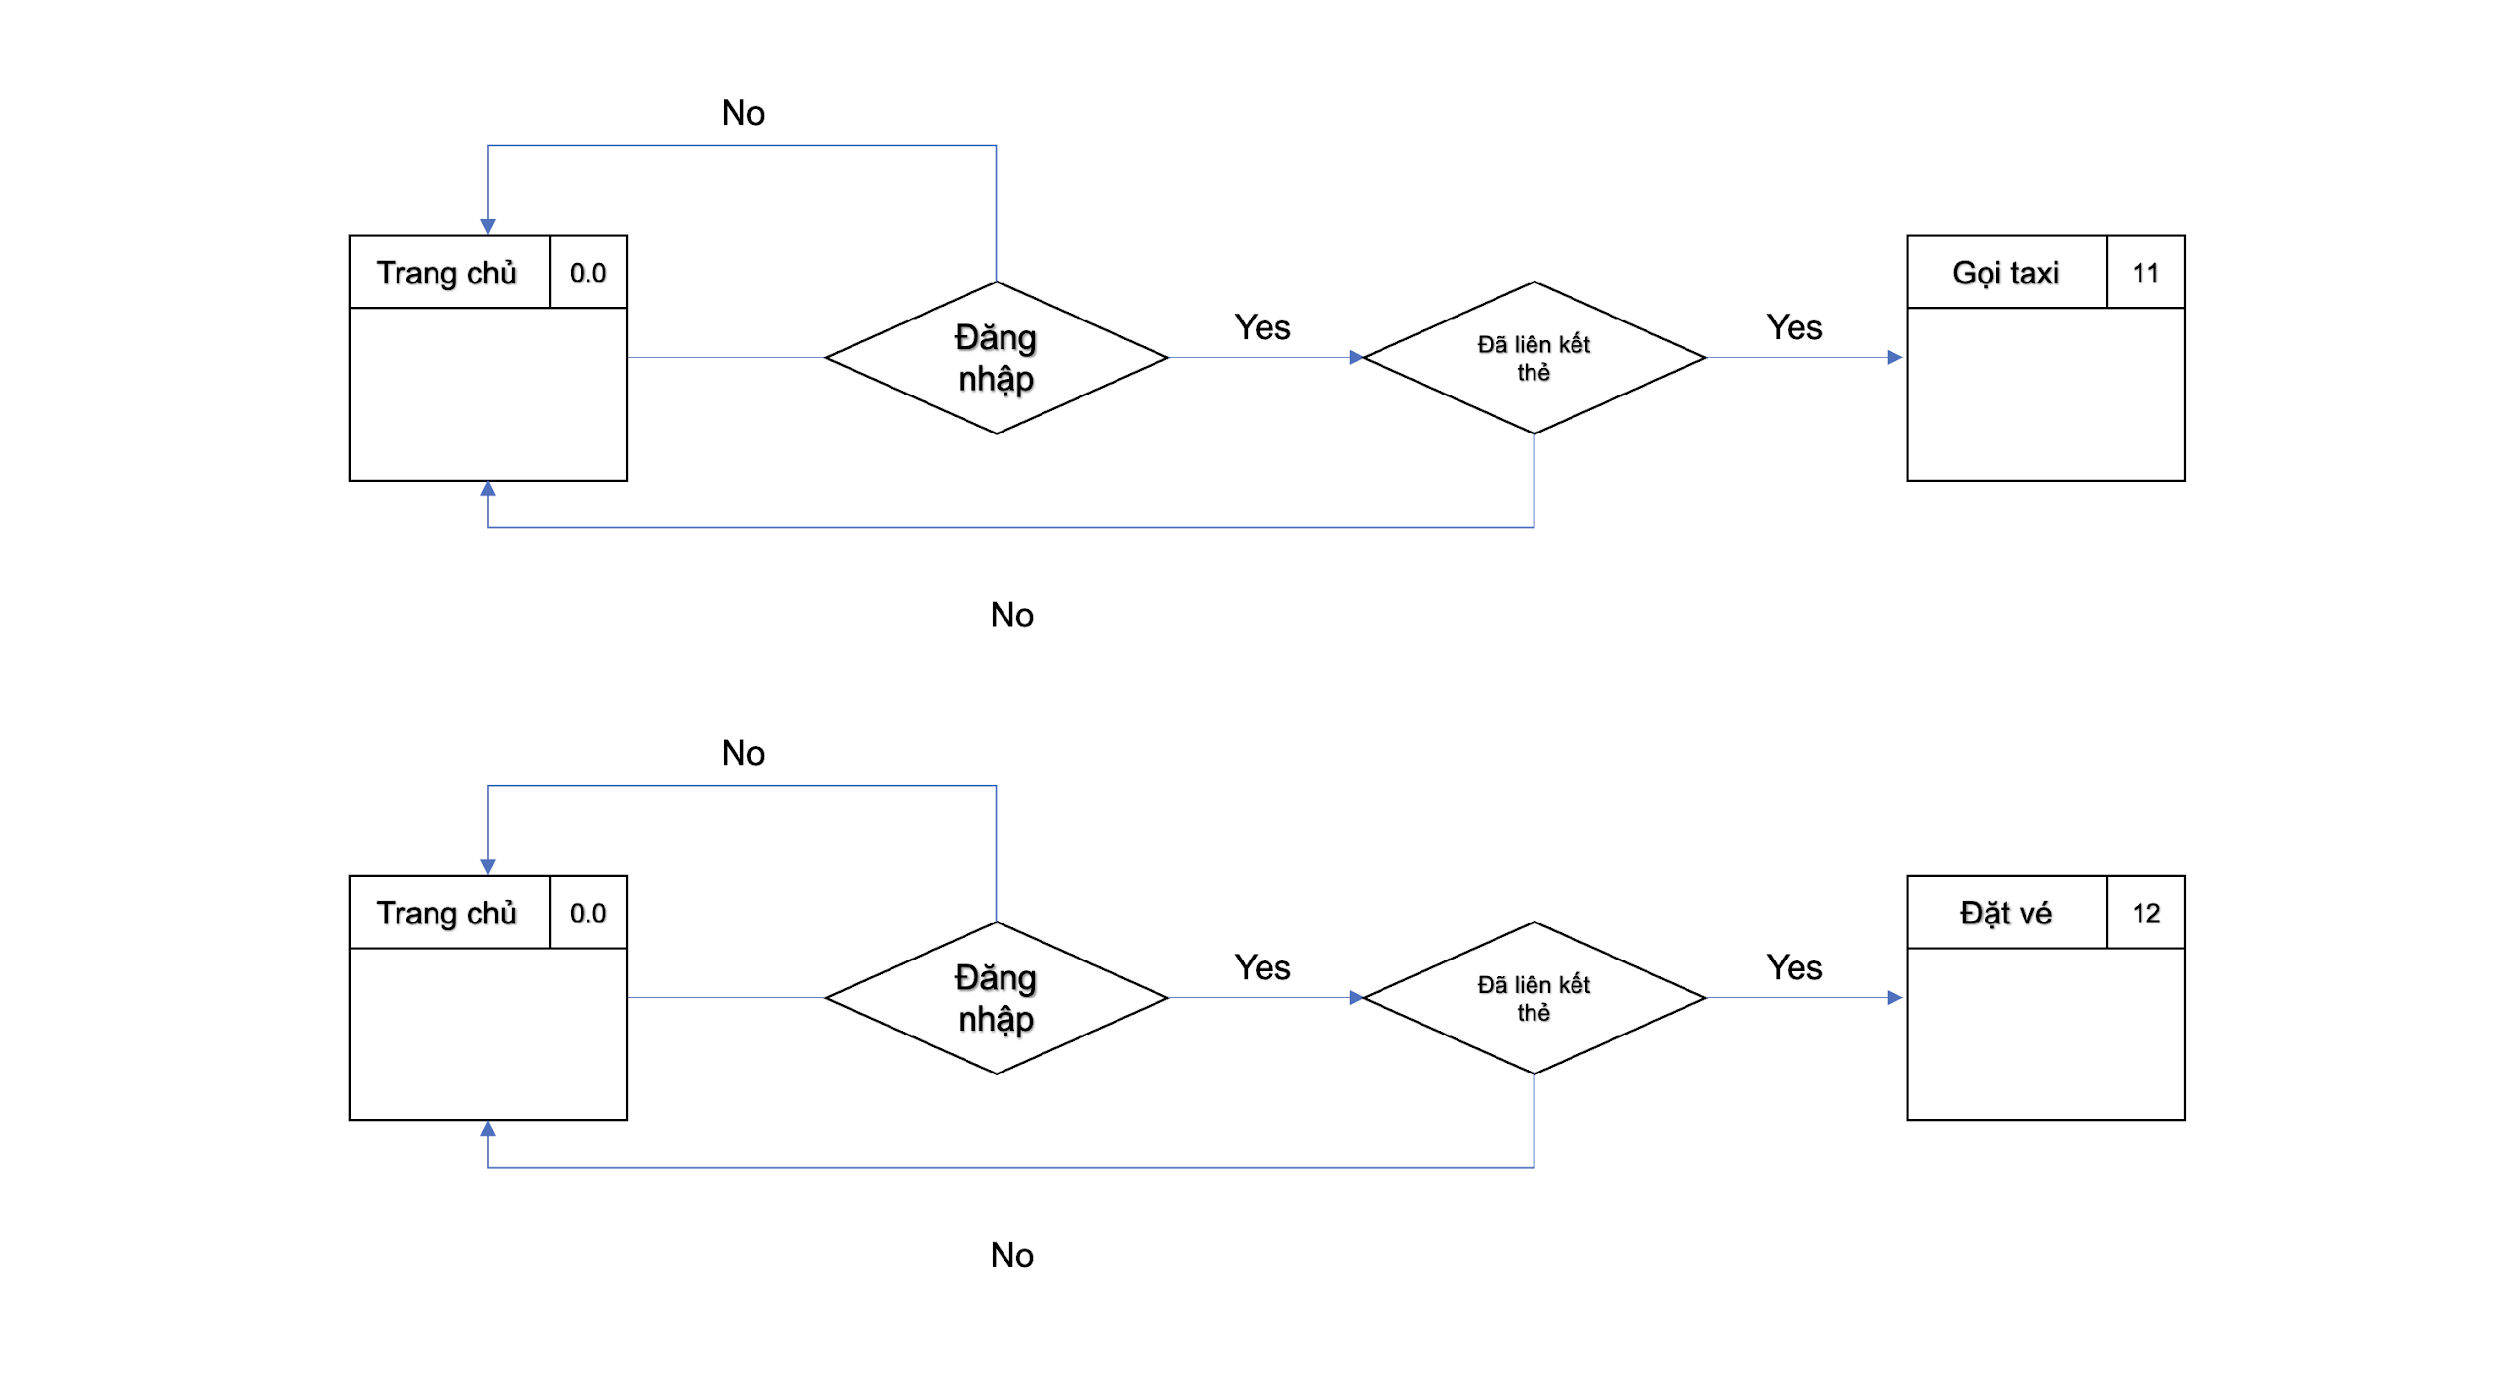 No
Trang chủ
0.0
Gọi taxi
11
Đăng
nhập
Yes
Đã liên kết
thẻ
Yes
No
No
Trang chủ
0.0
Đặt vé
12
Đăng
nhập
Yes
Đã liên kết
thẻ
Yes
No